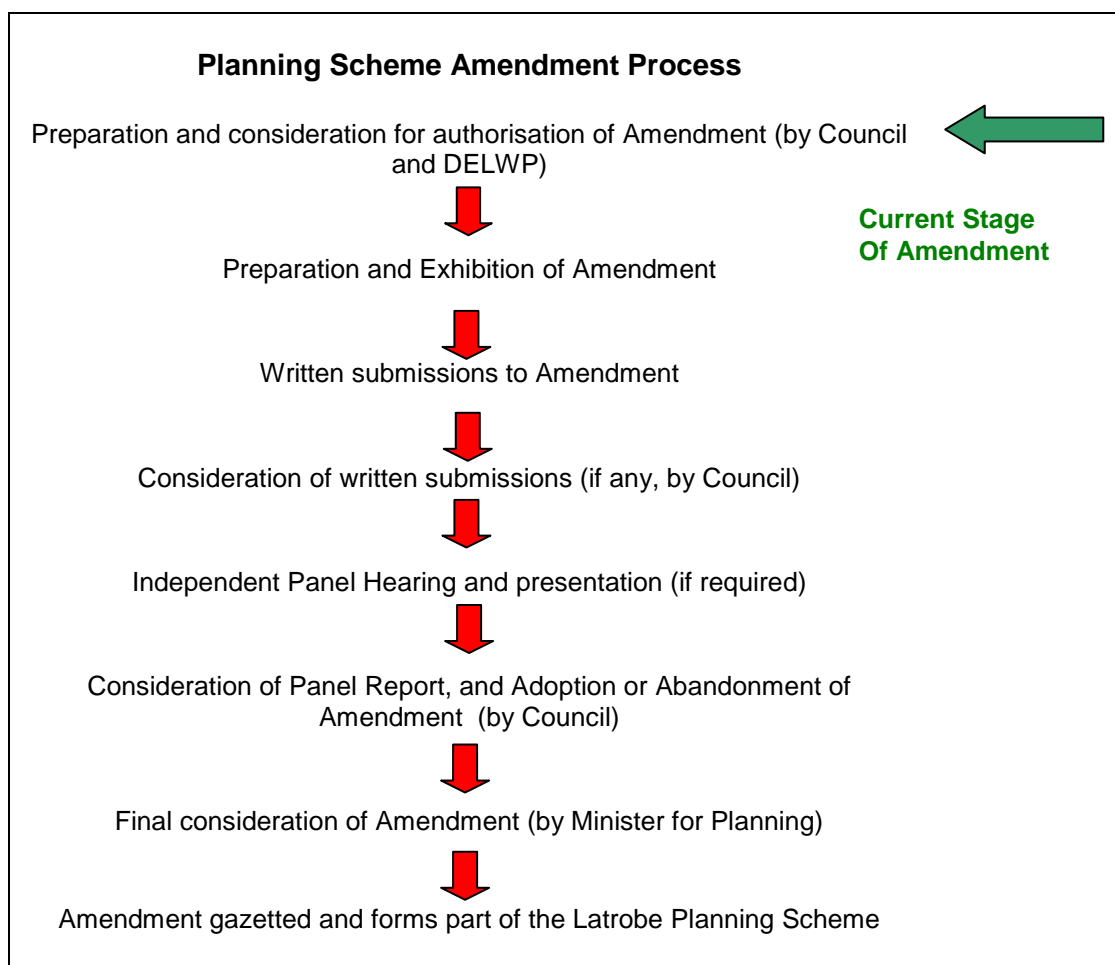 Planning Scheme Amendment Process
Preparation and consideration for authorisation of Amendment (by Council
and DELWP)
Current Stage
Of Amendment
Preparation and Exhibition of Amendment
Written submissions to Amendment
Consideration of written submissions (if any, by Council)
Independent Panel Hearing and presentation (if required)
Consideration of Panel Report, and Adoption or Abandonment of
Amendment  (by Council)
Final consideration of Amendment (by Minister for Planning)
Amendment gazetted and forms part of the Latrobe Planning Scheme